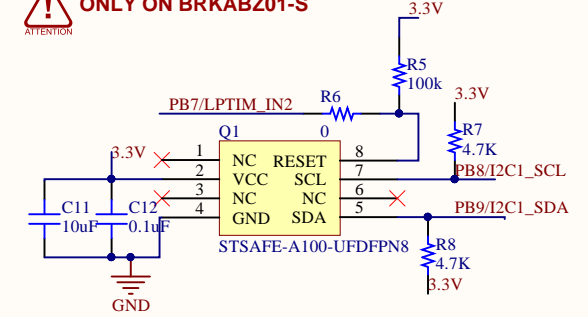 ONLY ON BRKABZ01-S
ATTENTION
3.3V
R5
100k
PB7/LPTIM_IN2
R6
0
3.3V
R7
4.7K
Q1
3.3V
1
NC
RESET
8
2
VCC
SCL
7
PB8/I2C1_SCL
3
NC
NC
6
4
GND
SDA
5
PB9/I2C1_SDA
C11
10uF
C12
0.1uF
STSAFE-A100-UFDFPN8
R8
4.7K
3.3V
GND